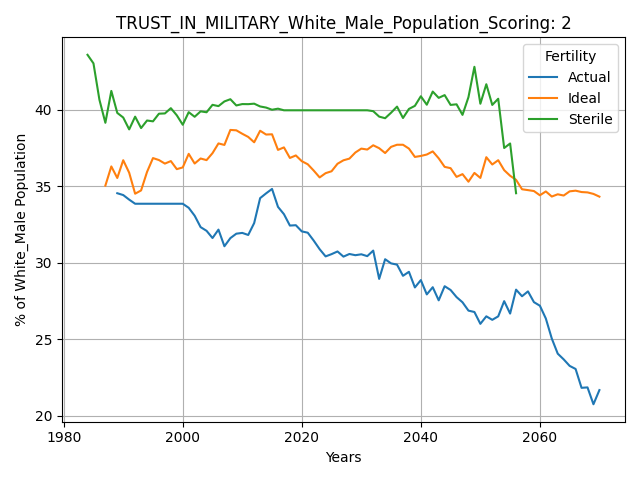 TRUST_IN_MILITARY_White_Male_Population_Scoring: 2
Fertility
Actual
Ideal
Sterile
% of White_Male Population
40
35
30
25
20
1980
2000
2020
2040
2060
Years